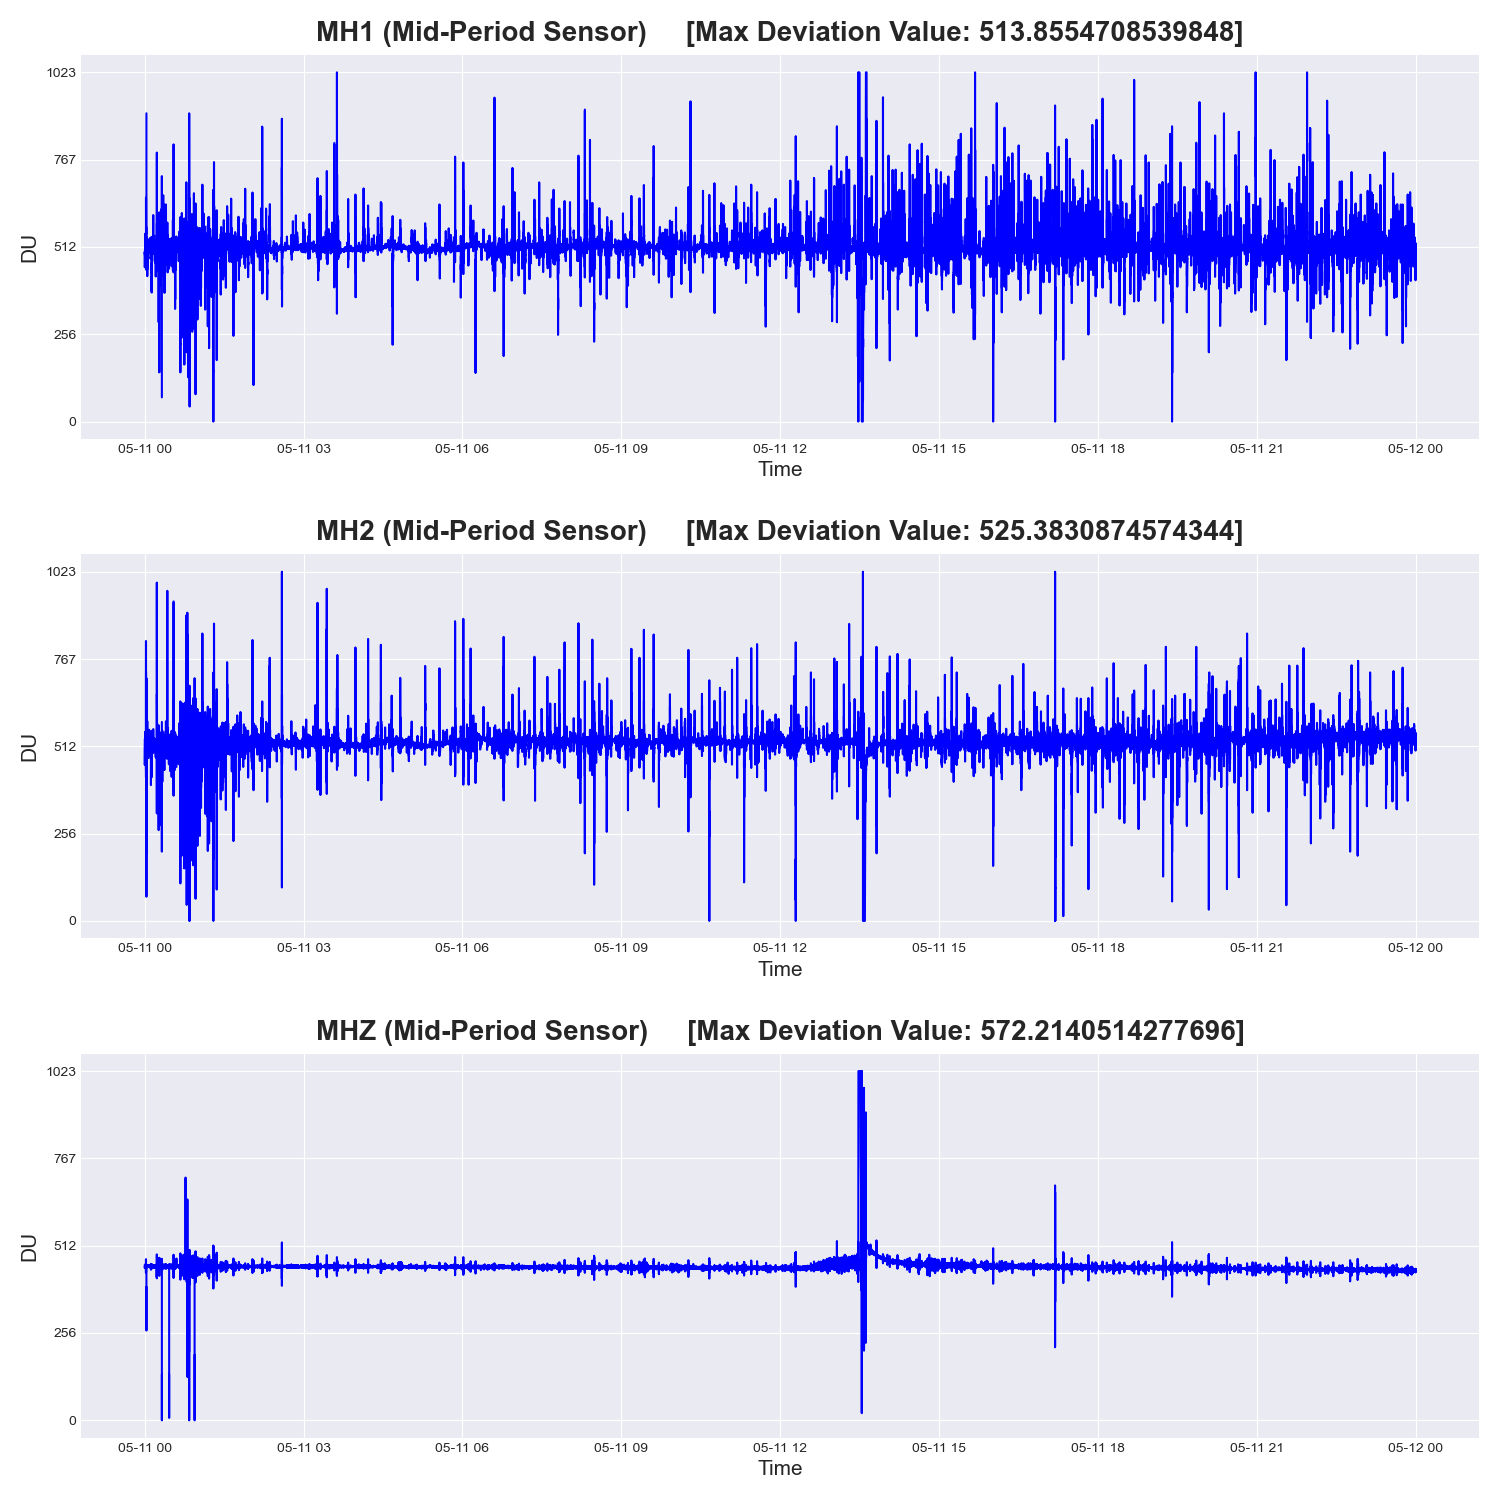 MH1 (Mid-Period Sensor) [Max Deviation Value: 513.8554708539848]
1023
767
512
256
0
DU
05-11 00 05-11 03 05-11 06 05-11 09 05-11 12 05-11 15 05-11 18 05-11 21 05-12 00
Time
MH2 (Mid-Period Sensor) [Max Deviation Value: 525.3830874574344]
1023
767
512
256
0
DU
05-11 00 05-11 03 05-11 06 05-11 09 05-11 12 05-11 15 05-11 18 05-11 21 05-12 00
Time
MHZ (Mid-Period Sensor) [Max Deviation Value: 572.2140514277696]
1023
767
512
256
0
DU
05-11 00 05-11 03 05-11 06 05-11 09 05-11 12 05-11 15 05-11 18 05-11 21 05-12 00
Time